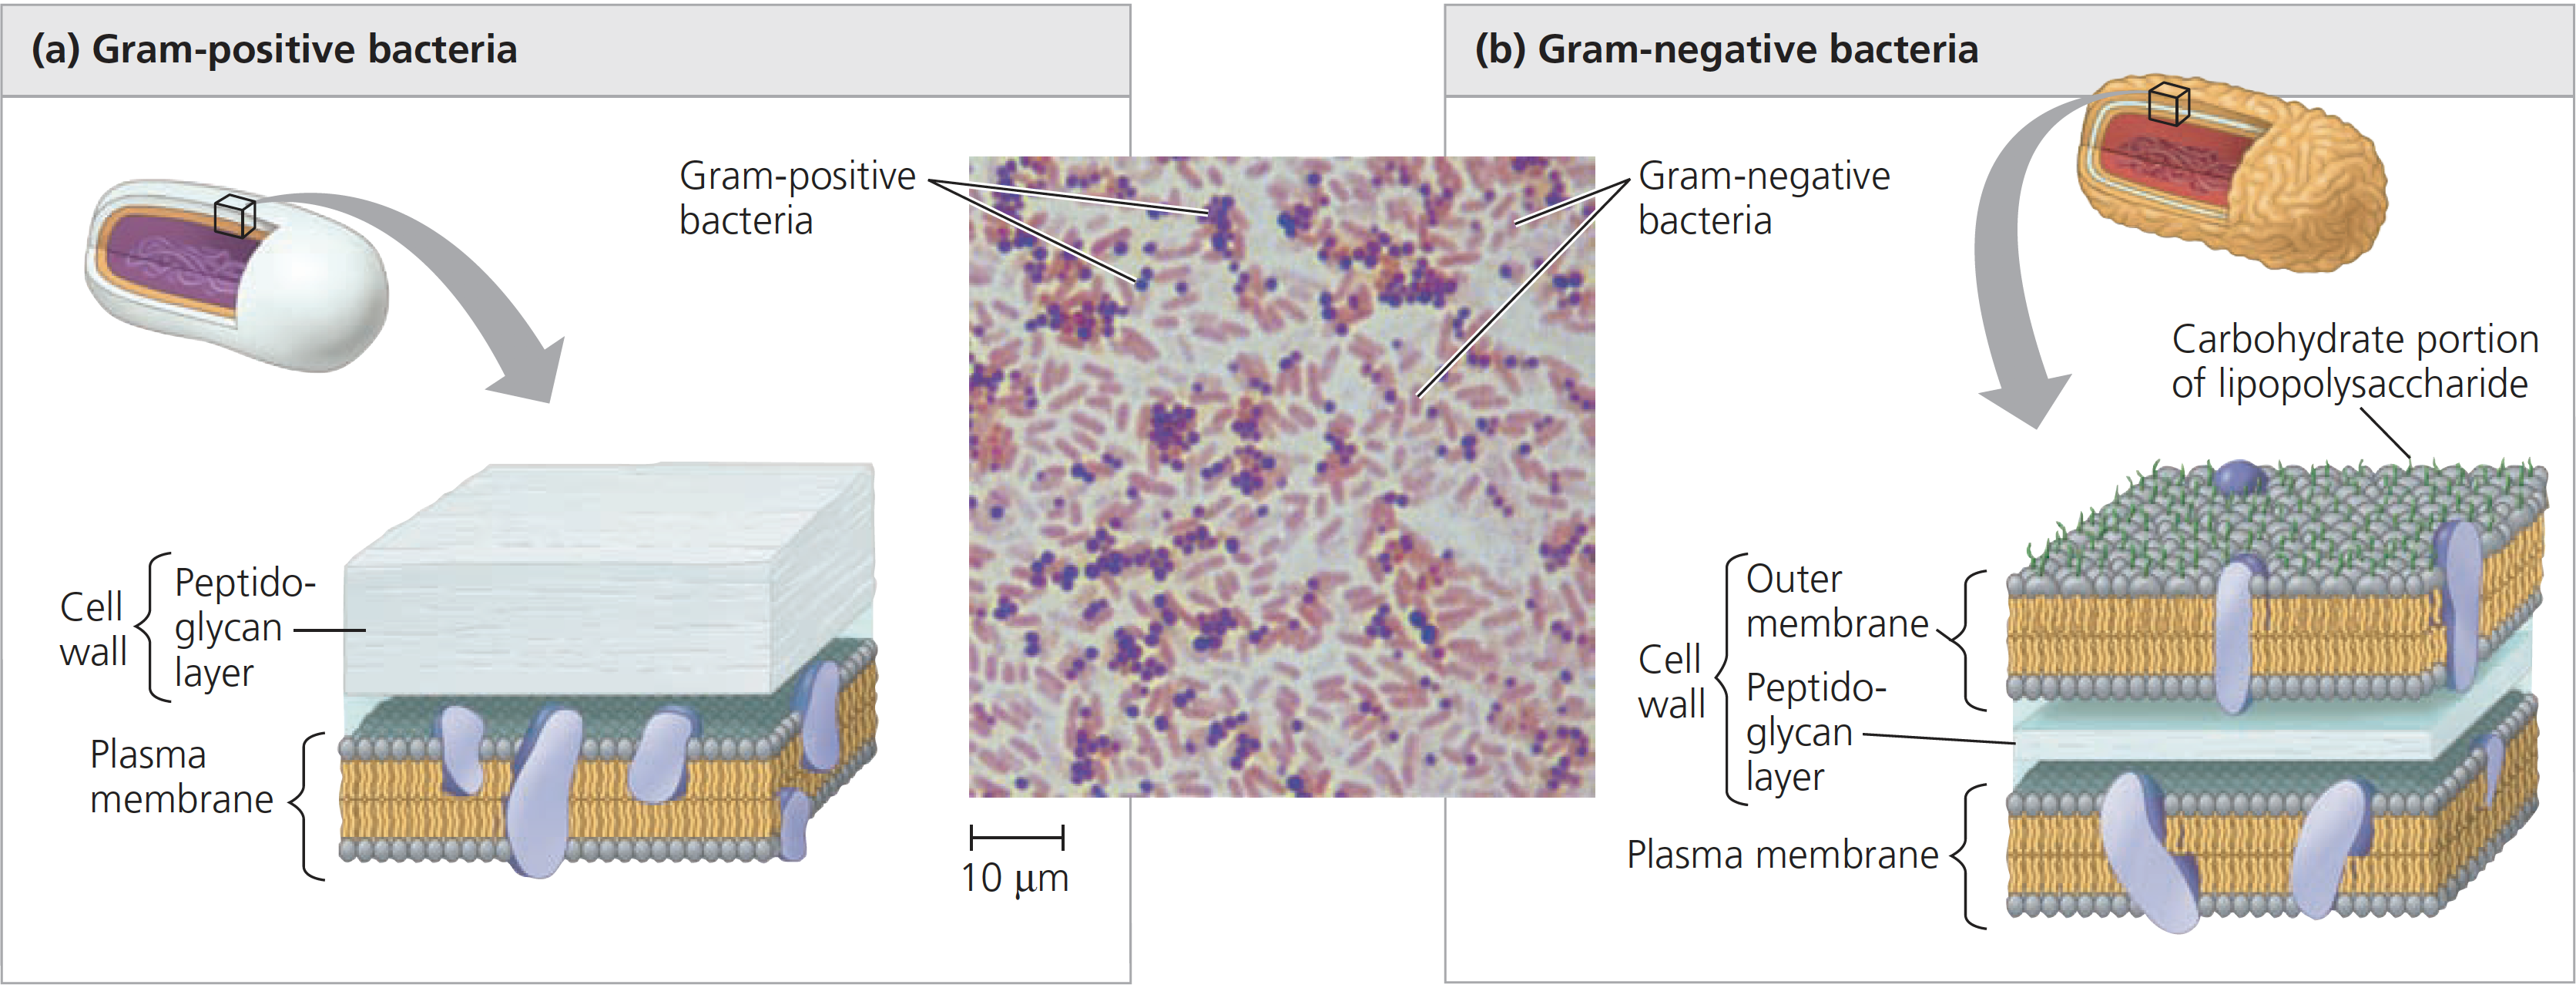 (a) Gram-positive bacteria
Gram-positive
bacteria
Cell
wall
Peptido-
glycan
layer
Plasma
membrane
10 µm
(b) Gram-negative bacteria
Gram-negative
bacteria
Carbohydrate portion
of lipopolysaccharide
Cell
wall
Outer
membrane
Peptido-
glycan
layer
Plasma membrane